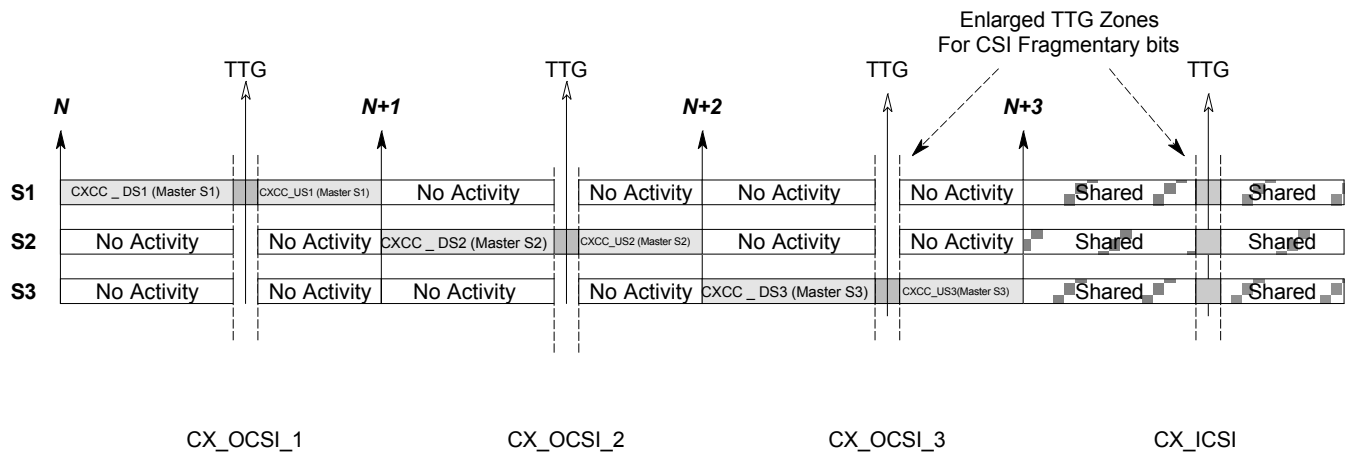 Enlarged TTG Zones
For CSI Fragmentary bits
TTG TTG TTG TTG
N N+1 N+2 N+3
S1 CXCC _ DS1 (Master S1) CXCC_US1 (Master S1) No Activity No Activity No Activity No Activity Shared Shared
S2 No Activity No Activity CXCC _ DS2 (Master S2) CXCC_US2 (Master S2) No Activity No Activity Shared Shared
S3 No Activity No Activity No Activity No Activity CXCC _ DS3 (Master S3) CXCC_US3(Master S3) Shared Shared
CX_OCSI_1 CX_OCSI_2 CX_OCSI_3 CX_ICSI